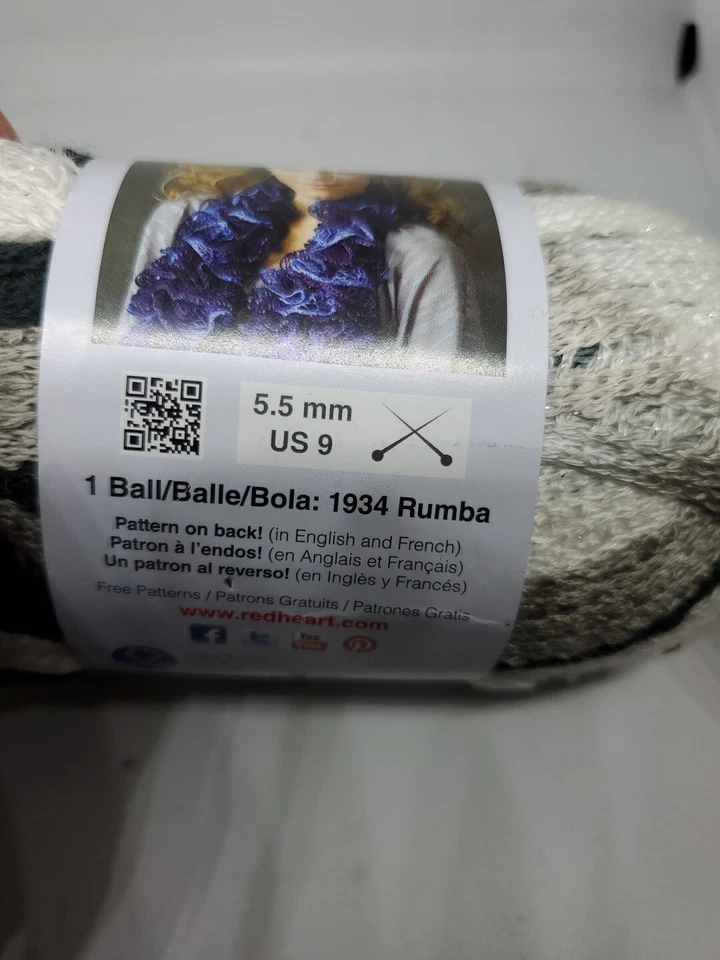 5.5 mm
US 9
1 Ball/Balle/Bola: 1934 Rumba
Pattern on back! (in English and French)
Patron à l'endos! (en Anglais et Français)
Un patron al reverso! (en Inglès y Francés)
Free Patterns / Patrons Gratuits / Patrones Gratis
www.redheart.com
You